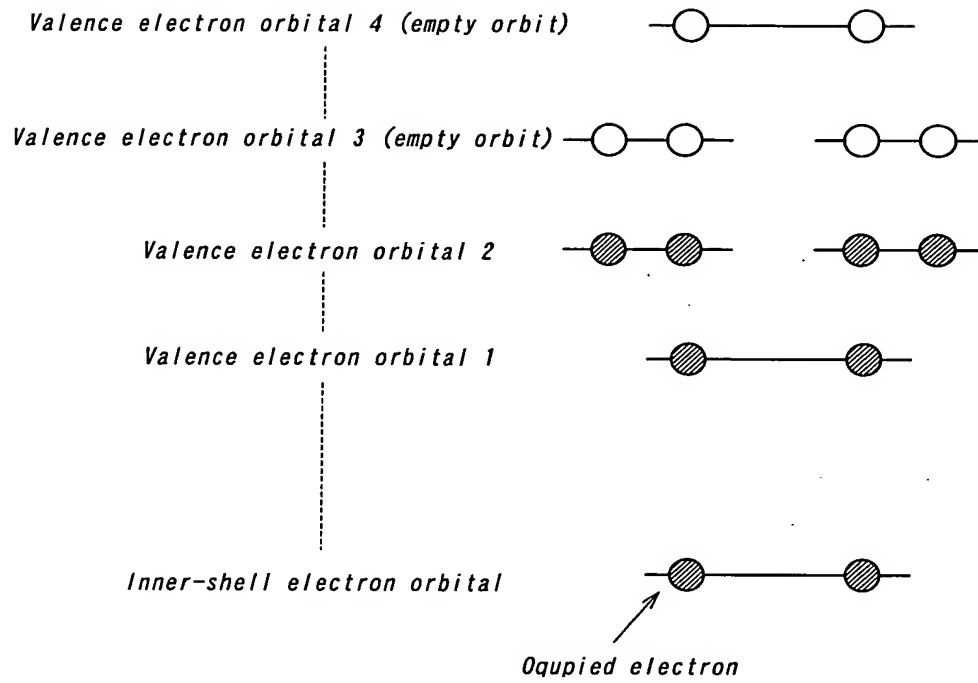 Valence electron orbital 4 (empty orbit)
Valence electron orbital 3 (empty orbit)
Valence electron orbital 2
Valence electron orbital 1
Inner-shell electron orbital
Oqupied electron